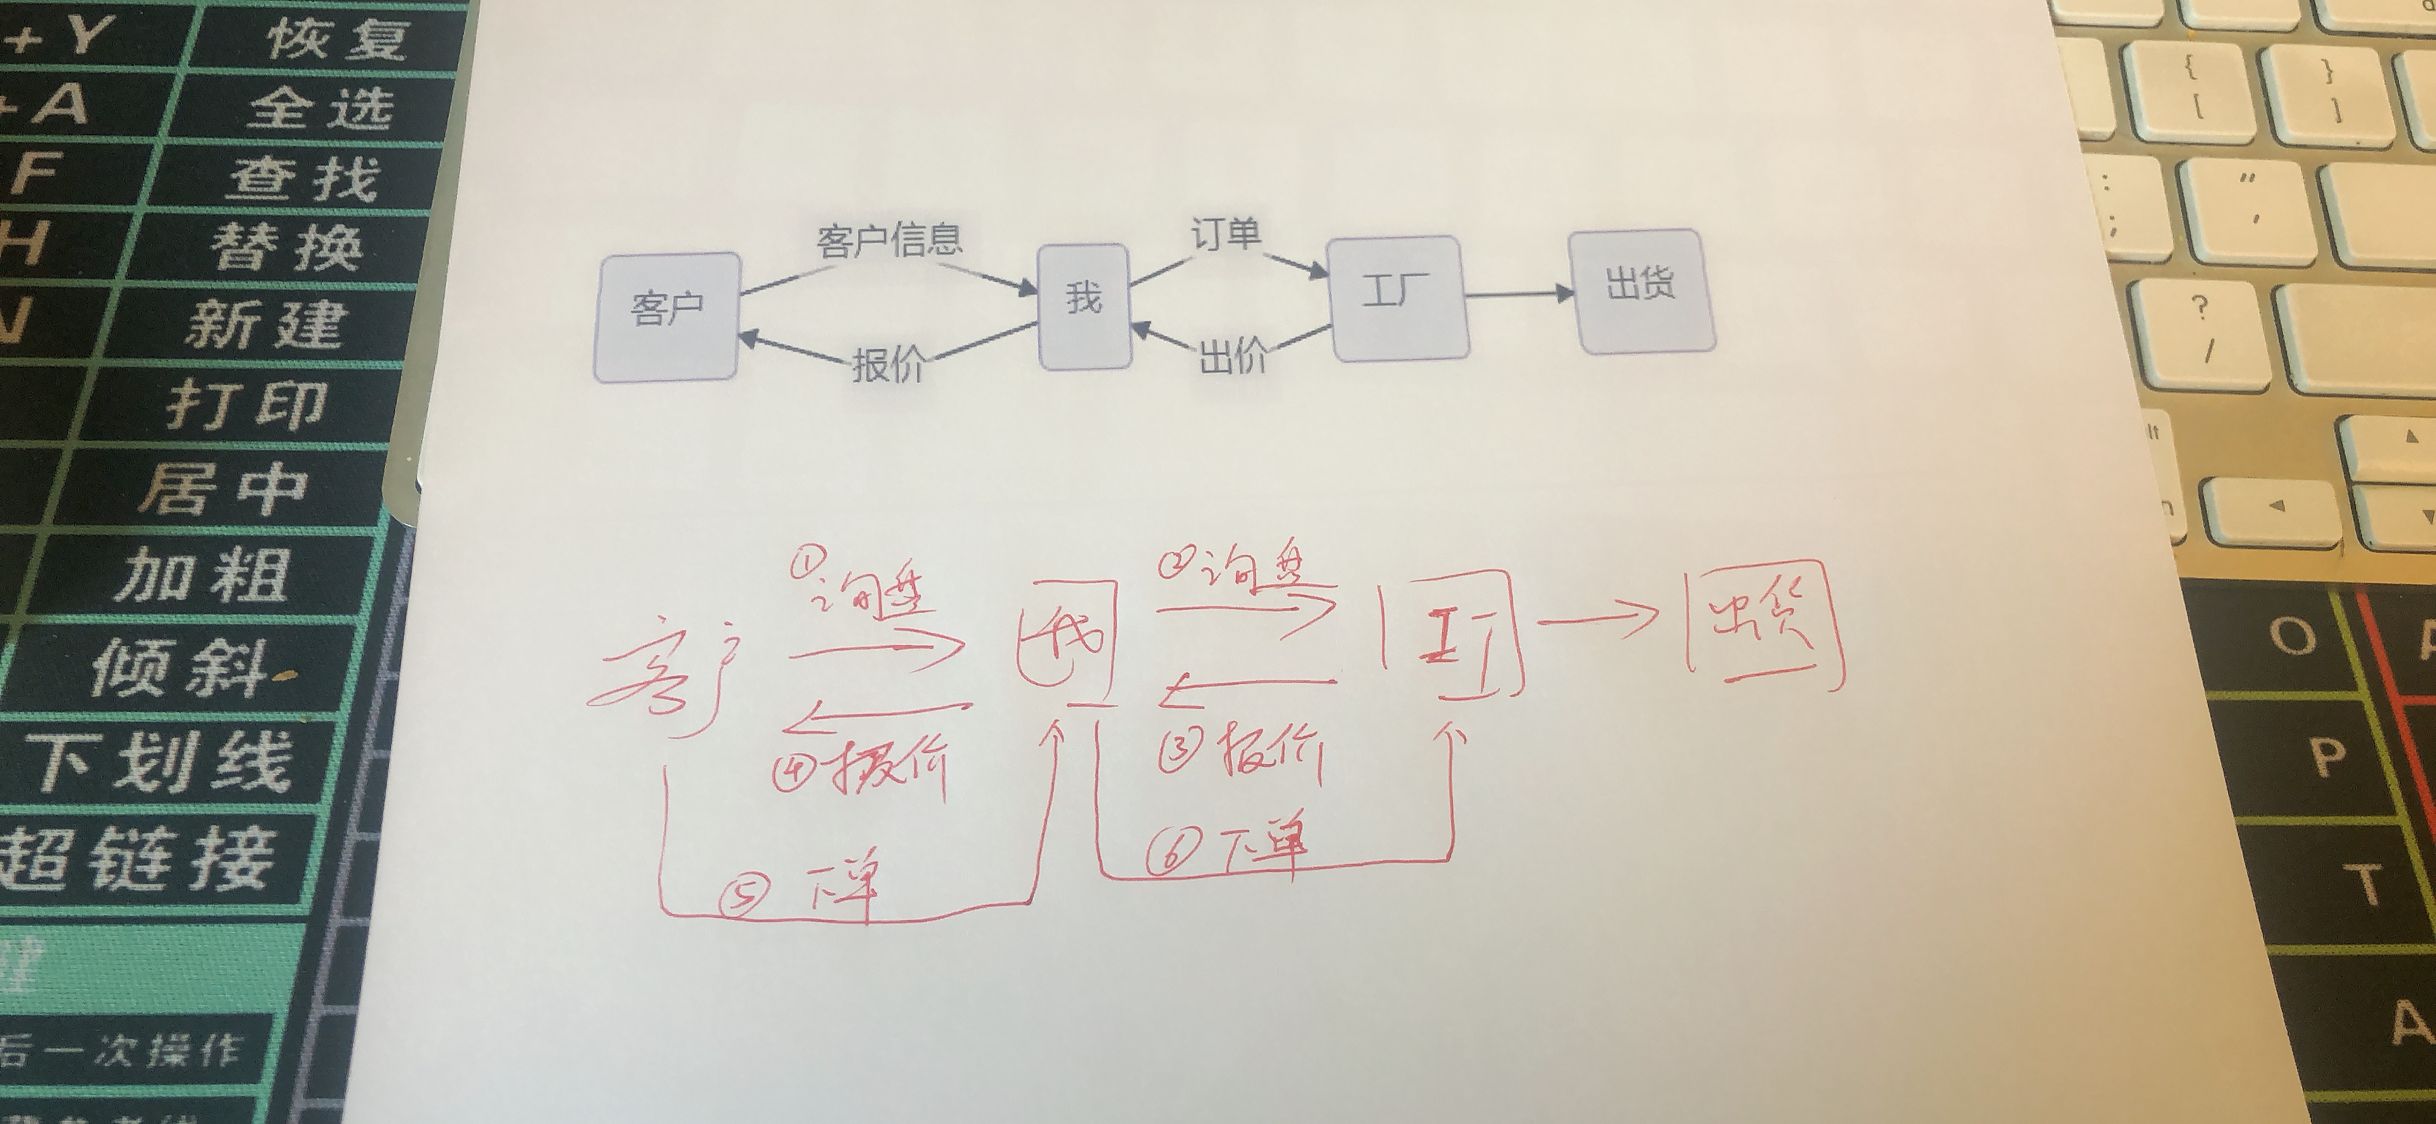 +Y 恢复
+A 全选
F 查找
H 替换
N 新建
打印
居中
加粗
倾斜
下划线
超链接
建
后一次操作
客户信息
订单
客户
我
工厂
出货
报价
出价
①询盘
②询盘
客户
我
工厂
出货
④报价
③报价
⑤下单
⑥下单
{ }
[ ]
: "
; '
?
/
O
P
T
A